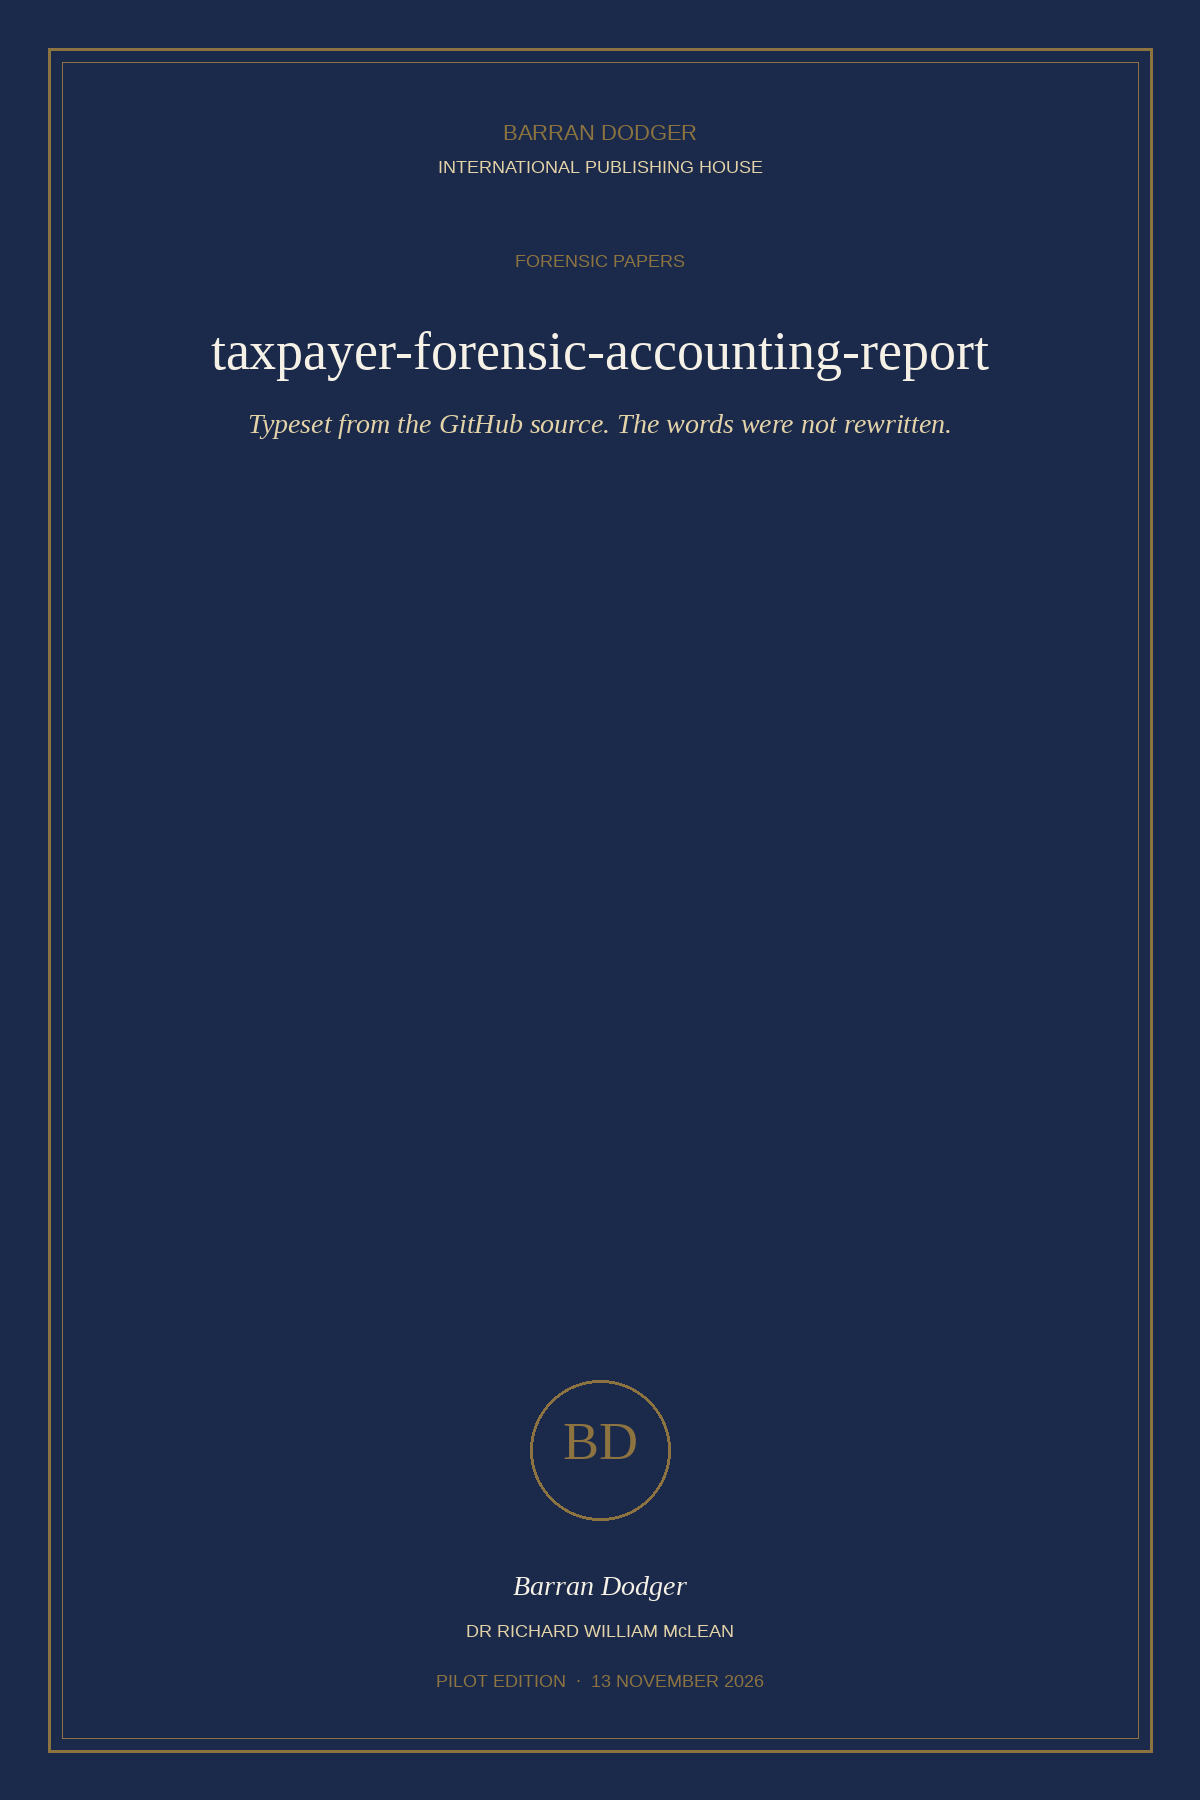 BARRAN DODGER
INTERNATIONAL PUBLISHING HOUSE
FORENSIC PAPERS
taxpayer-forensic-accounting-report
Typeset from the GitHub source. The words were not rewritten.
BD
Barran Dodger
DR RICHARD WILLIAM McLEAN
PILOT EDITION · 13 NOVEMBER 2026